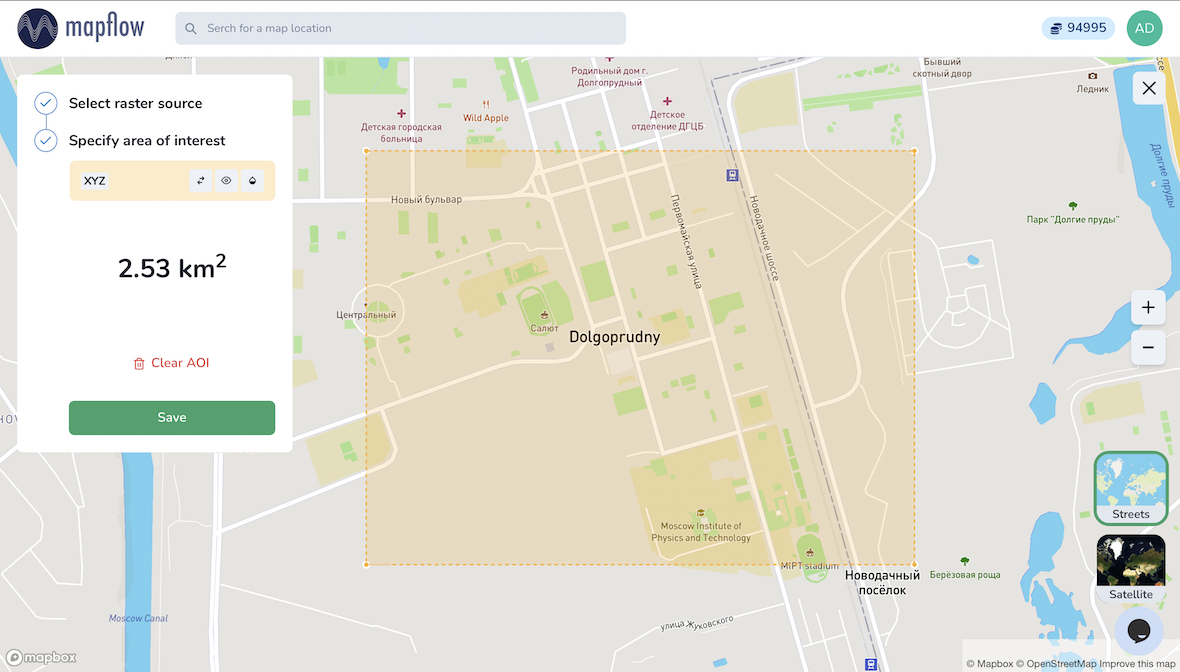 mapflow
Serch for a map location
94995
AD
Select raster source
Specify area of interest
XYZ
2.53 km2
Clear AOI
Save
Родильный дом г.
Долгопрудный
Бывший
скотный двор
Ледник
Wild Apple
Детская городская
больница
Детское
отделение ДГЦБ
Долгие пруды
Новый бульвар
Первомайская улица
Новодачное шоссе
Парк "Долгие пруды"
Центральный
Салют
Dolgoprudny
Moscow Institute of
Physics and Technology
MIPT stadium
Новодачный
посёлок
Берёзовая роща
Moscow Canal
улица Жуковского
Streets
Satellite
mapbox
© Mapbox © OpenStreetMap Improve this map